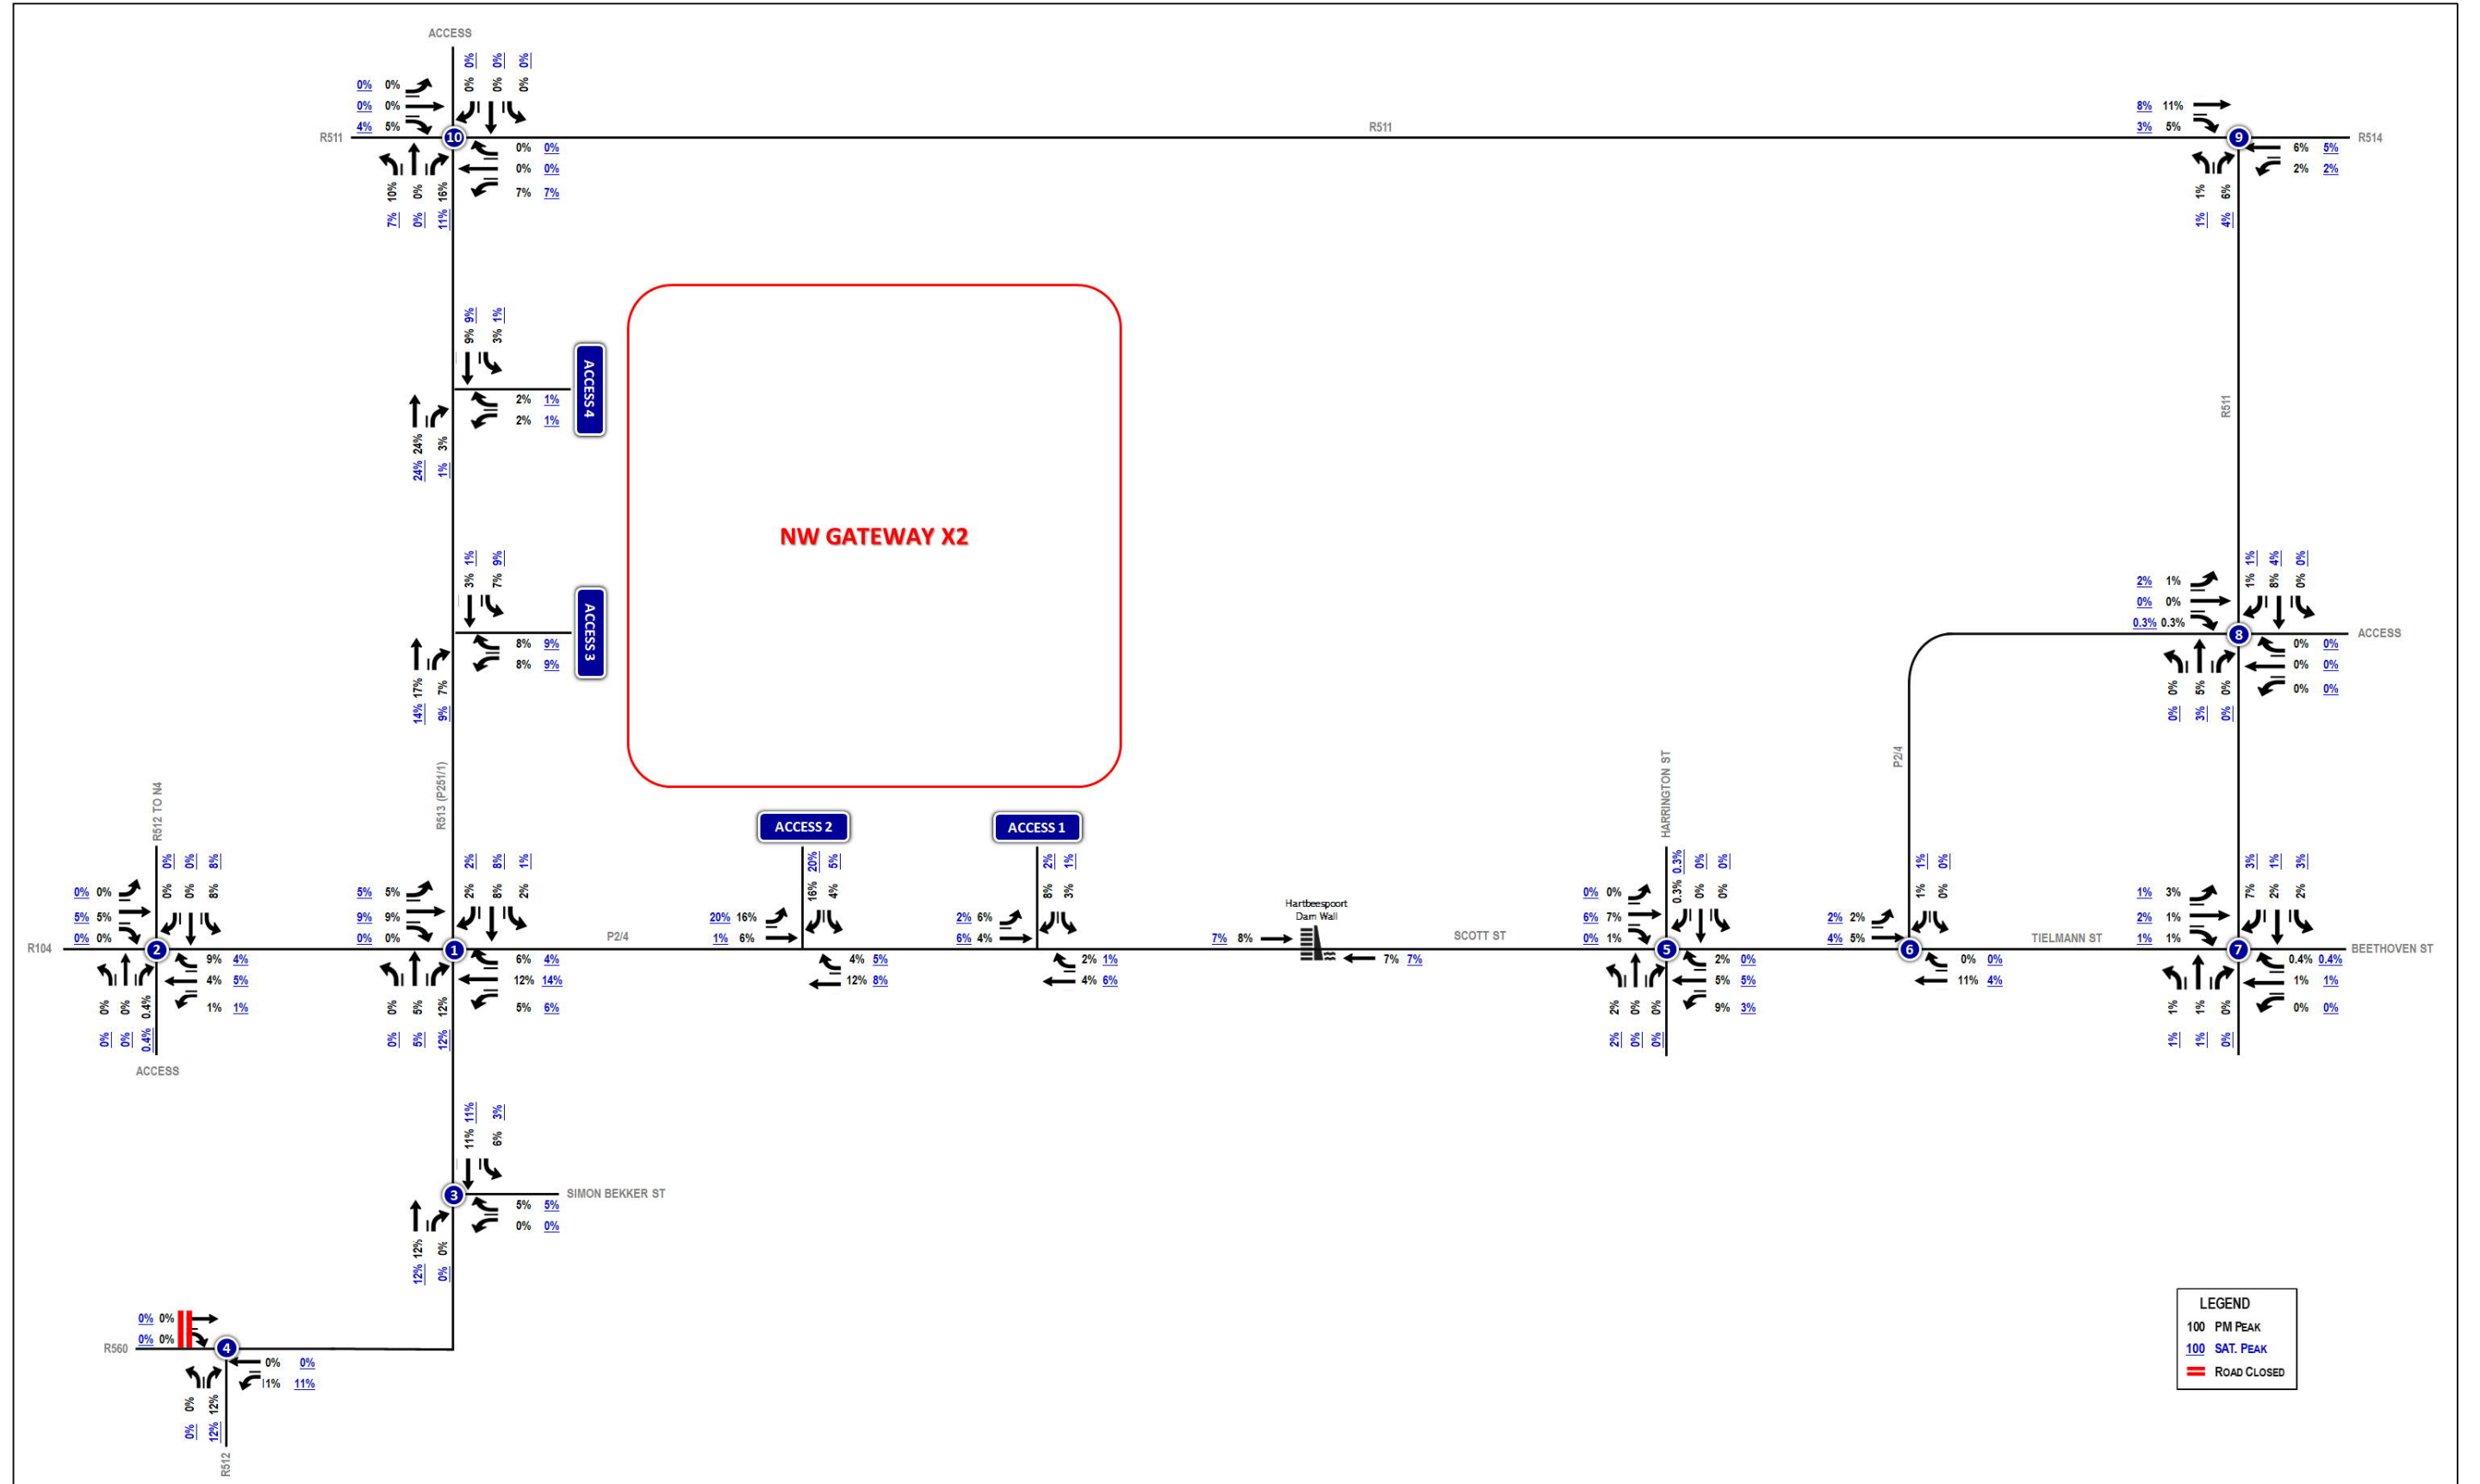 ACCESS
0% 0% 0%
0% 0% 0%
0% 0%
0% 0%
4% 5%
R511
10
R511
0% 0%
0% 0%
7% 7%
10% 0% 16%
7% 0% 11%
8% 11%
3% 5%
9
R514
6% 5%
2% 2%
1% 6%
1% 4%
9% 1%
9% 3%
ACCESS 4
2% 1%
2% 1%
24% 3%
24% 1%
R511
NW GATEWAY X2
1% 9%
3% 7%
ACCESS 3
8% 9%
8% 9%
17% 7%
14% 9%
1% 4% 0%
1% 8% 0%
2% 1%
0% 0%
0.3% 0.3%
8
ACCESS
0% 0%
0% 0%
0% 0%
0% 5% 0%
0% 3% 0%
R512 TO N4
R513 (P251/1)
HARRINGTON ST
P2/4
ACCESS 2
ACCESS 1
0% 0% 8%
0% 0% 8%
0% 0%
5% 5%
0% 0%
R104
2
9% 4%
4% 5%
1% 1%
0% 0% 0.4%
0% 0% 0.4%
ACCESS
2% 8% 1%
2% 8% 2%
5% 5%
9% 9%
0% 0%
1
P2/4
6% 4%
12% 14%
5% 6%
0% 5% 12%
0% 5% 12%
20% 5%
16% 4%
20% 16%
1% 6%
4% 5%
12% 8%
2% 1%
8% 3%
2% 6%
6% 4%
2% 1%
4% 6%
Hartbeespoort
Dam Wall
7% 8%
7% 7%
SCOTT ST
0.3% 0% 0%
0.3% 0% 0%
0% 0%
6% 7%
0% 1%
5
2% 0%
5% 5%
9% 3%
2% 0% 0%
2% 0% 0%
1% 0%
1% 0%
2% 2%
4% 5%
6
TIELMANN ST
0% 0%
11% 4%
3% 1% 3%
7% 2% 2%
1% 3%
2% 1%
1% 1%
7
BEETHOVEN ST
0.4% 0.4%
1% 1%
0% 0%
1% 1% 0%
1% 1% 0%
11% 3%
11% 6%
3
SIMON BEKKER ST
5% 5%
0% 0%
12% 0%
12% 0%
0% 0%
0% 0%
R560
4
0% 0%
11% 11%
0% 12%
0% 12%
R512
LEGEND
100 PM PEAK
100 SAT. PEAK
ROAD CLOSED